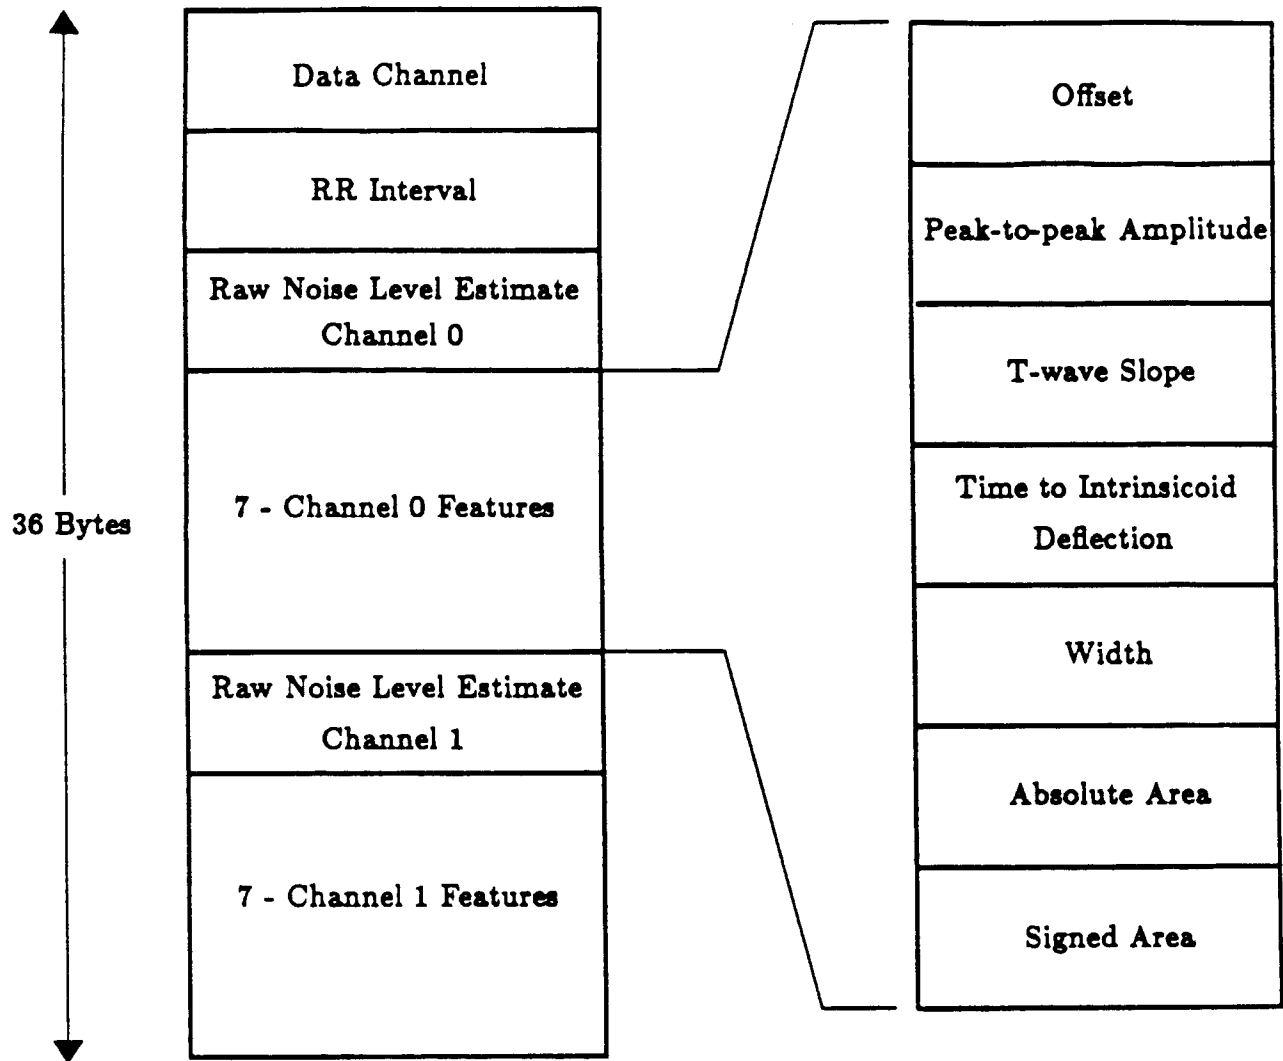 36 Bytes
Data Channel
RR Interval
Raw Noise Level Estimate
Channel 0
7 - Channel 0 Features
Raw Noise Level Estimate
Channel 1
7 - Channel 1 Features
Offset
Peak-to-peak Amplitude
T-wave Slope
Time to Intrinsicoid
Deflection
Width
Absolute Area
Signed Area